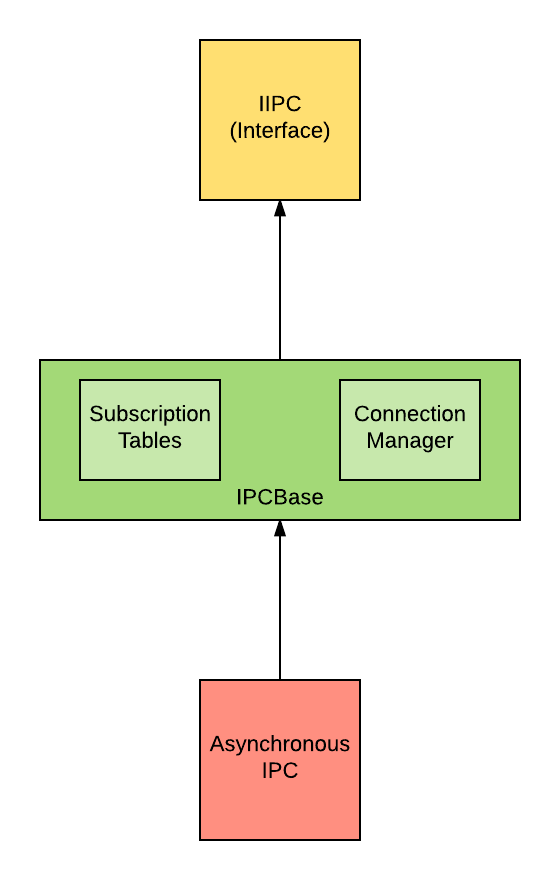 IIPC
(Interface)
Subscription
Tables
Connection
Manager
IPCBase
Asynchronous
IPC